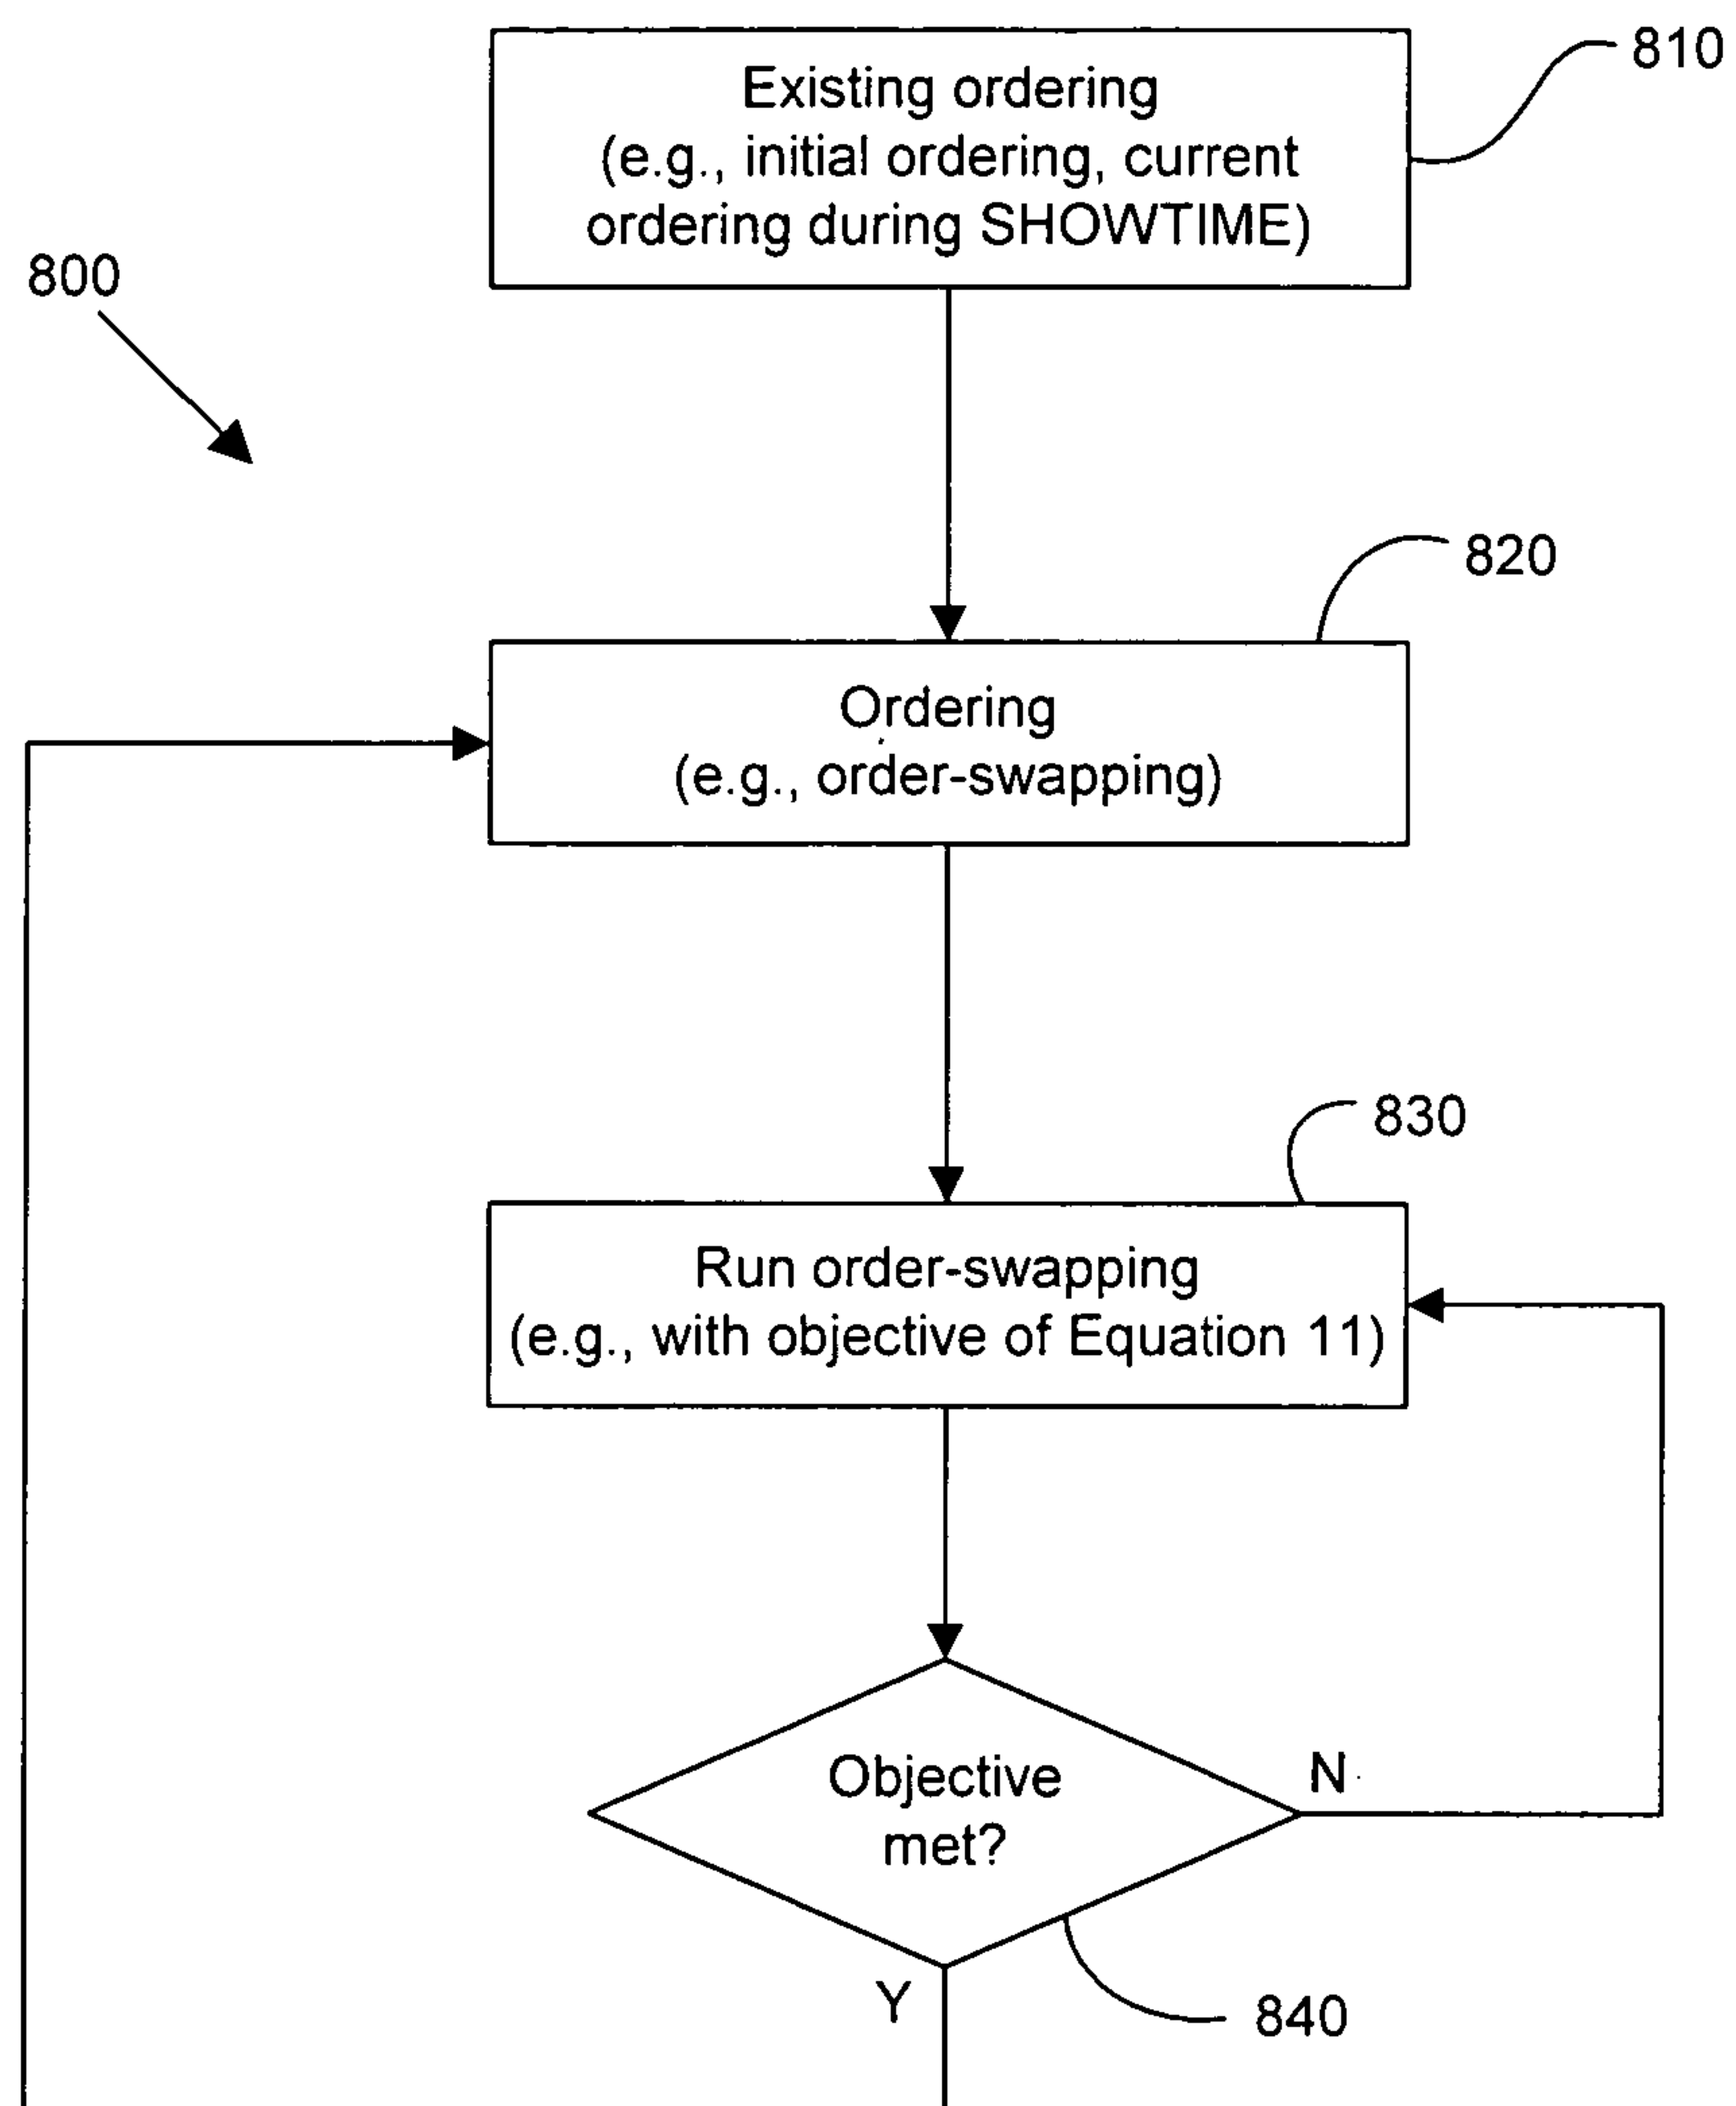 810
Existing ordering
(e.g., initial ordering, current
ordering during SHOWTIME)
800
820
Ordering
(e.g., order-swapping)
830
Run order-swapping
(e.g., with objective of Equation 11)
Objective
met?
N
Y
840